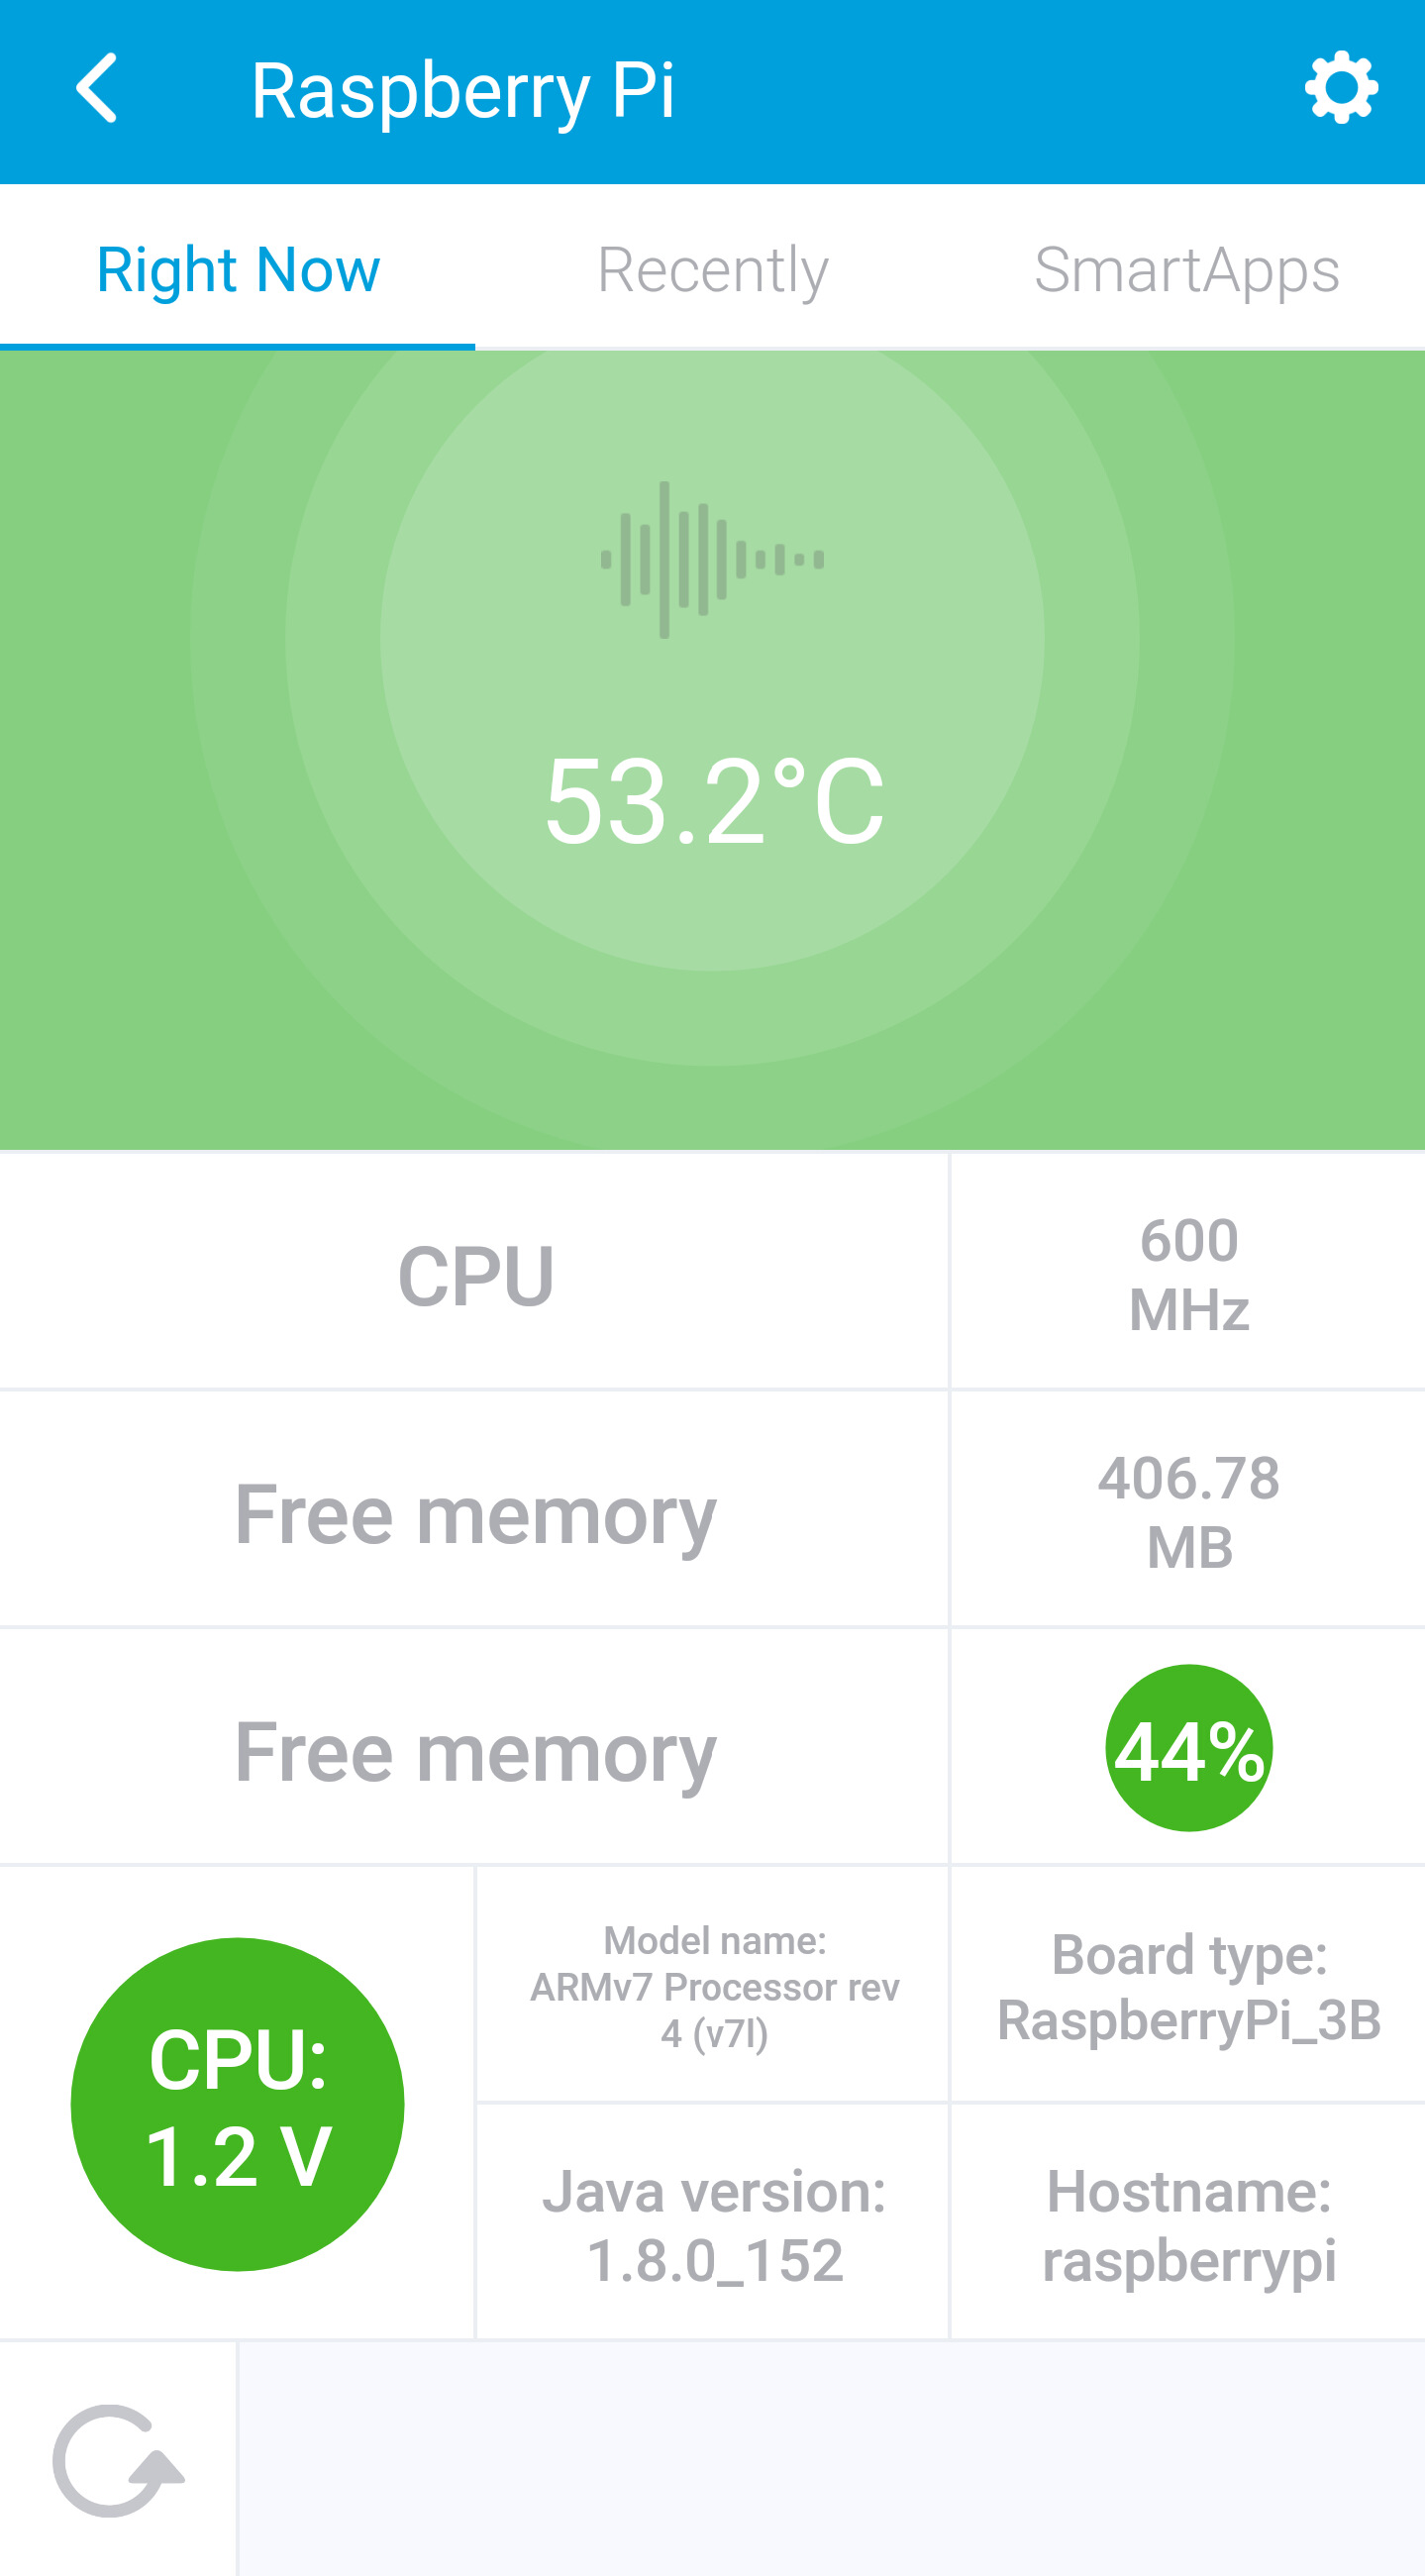 Raspberry Pi
Right Now
Recently
SmartApps
53.2°C
CPU
600
MHz
Free memory
406.78
MB
Free memory
44%
CPU:
1.2 V
Model name:
ARMv7 Processor rev
4 (v7l)
Board type:
RaspberryPi_3B
Java version:
1.8.0_152
Hostname:
raspberrypi